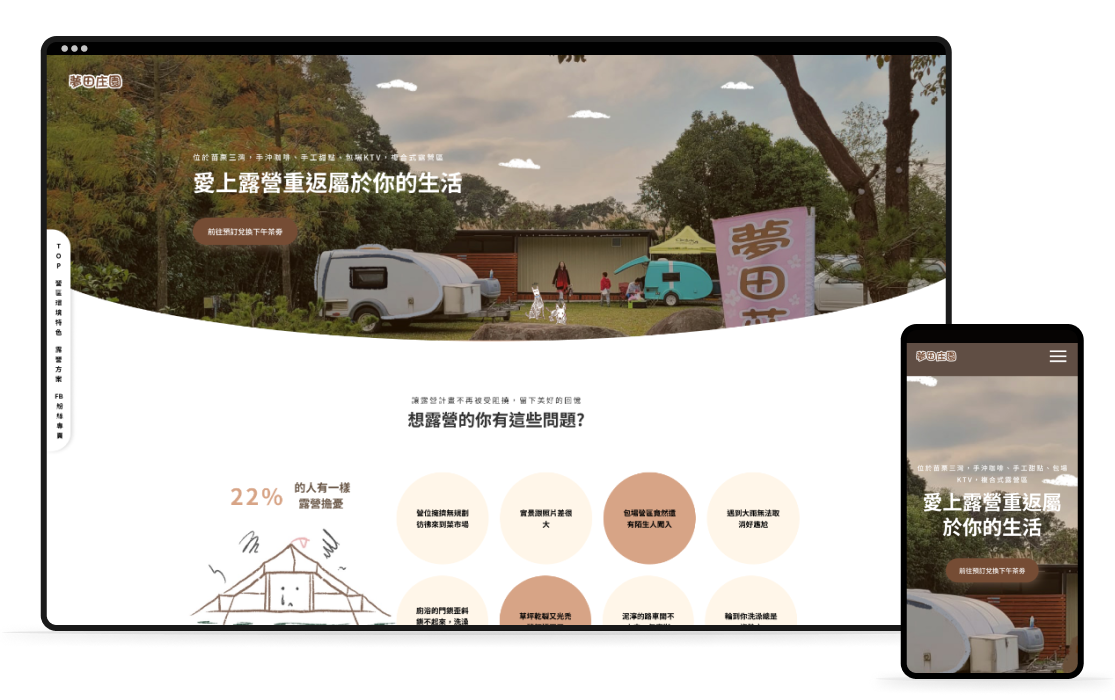 夢田庄園
位於苗栗三灣，手沖咖啡、手工甜點、包場KTV，複合式露營區
愛上露營重返屬於你的生活
前往預訂兌換下午茶券
夢
田
TOP
營區環境特色
露營方案
FB粉絲專頁
讓露營計畫不再被受阻撓，留下美好的回憶
想露營的你有這些問題?
22%
的人有一樣
露營擔憂
營位擁擠無規劃
彷彿來到菜市場
實景跟照片差很
大
包場營區竟然還
有陌生人闖入
遇到大雨無法取
消好尷尬
廁浴的門鎖歪斜
鎖不起來，洗澡
草坪乾癟又光禿
泥濘的路車開不
輪到你洗澡總是
夢田庄園
位於苗栗三灣，手沖咖啡、手工甜點、包場
KTV，複合式露營區
愛上露營重返屬
於你的生活
前往預訂兌換下午茶券